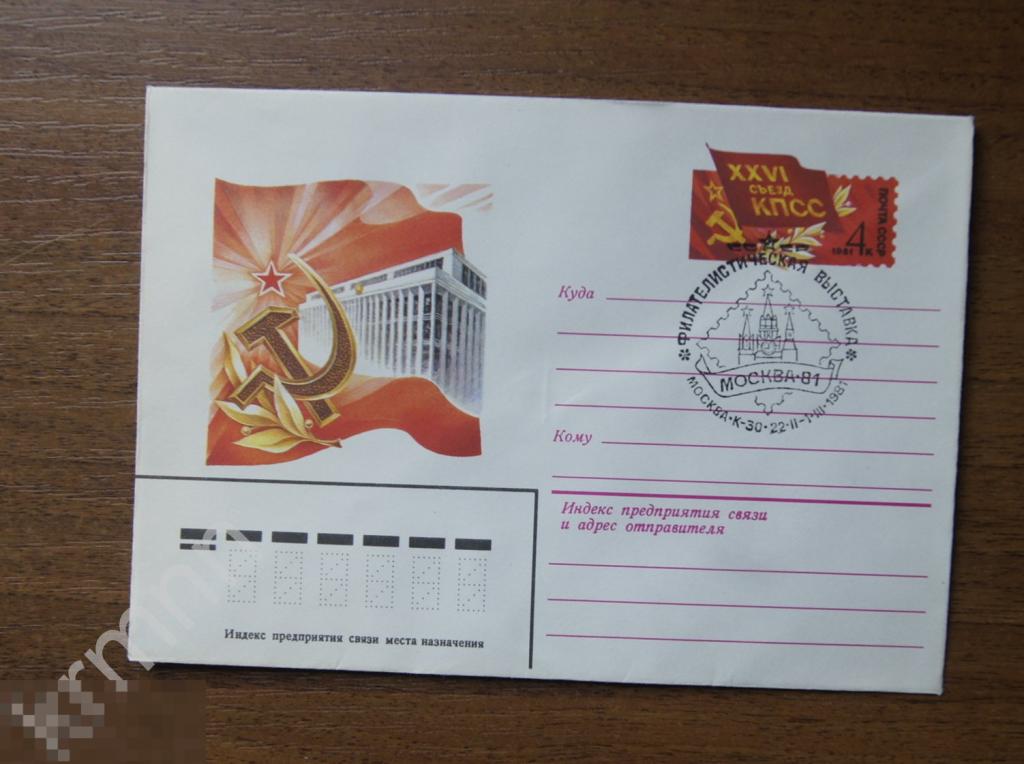 XXVI
СЪЕЗД
КПСС
1981 4к
ПОЧТА СССР
ФИЛАТЕЛИСТИЧЕСКАЯ ВЫСТАВКА
МОСКВА·81
МОСКВА·К-30·22·II-1·III·1981
Куда
Кому
Индекс предприятия связи
и адрес отправителя
Индекс предприятия связи места назначения